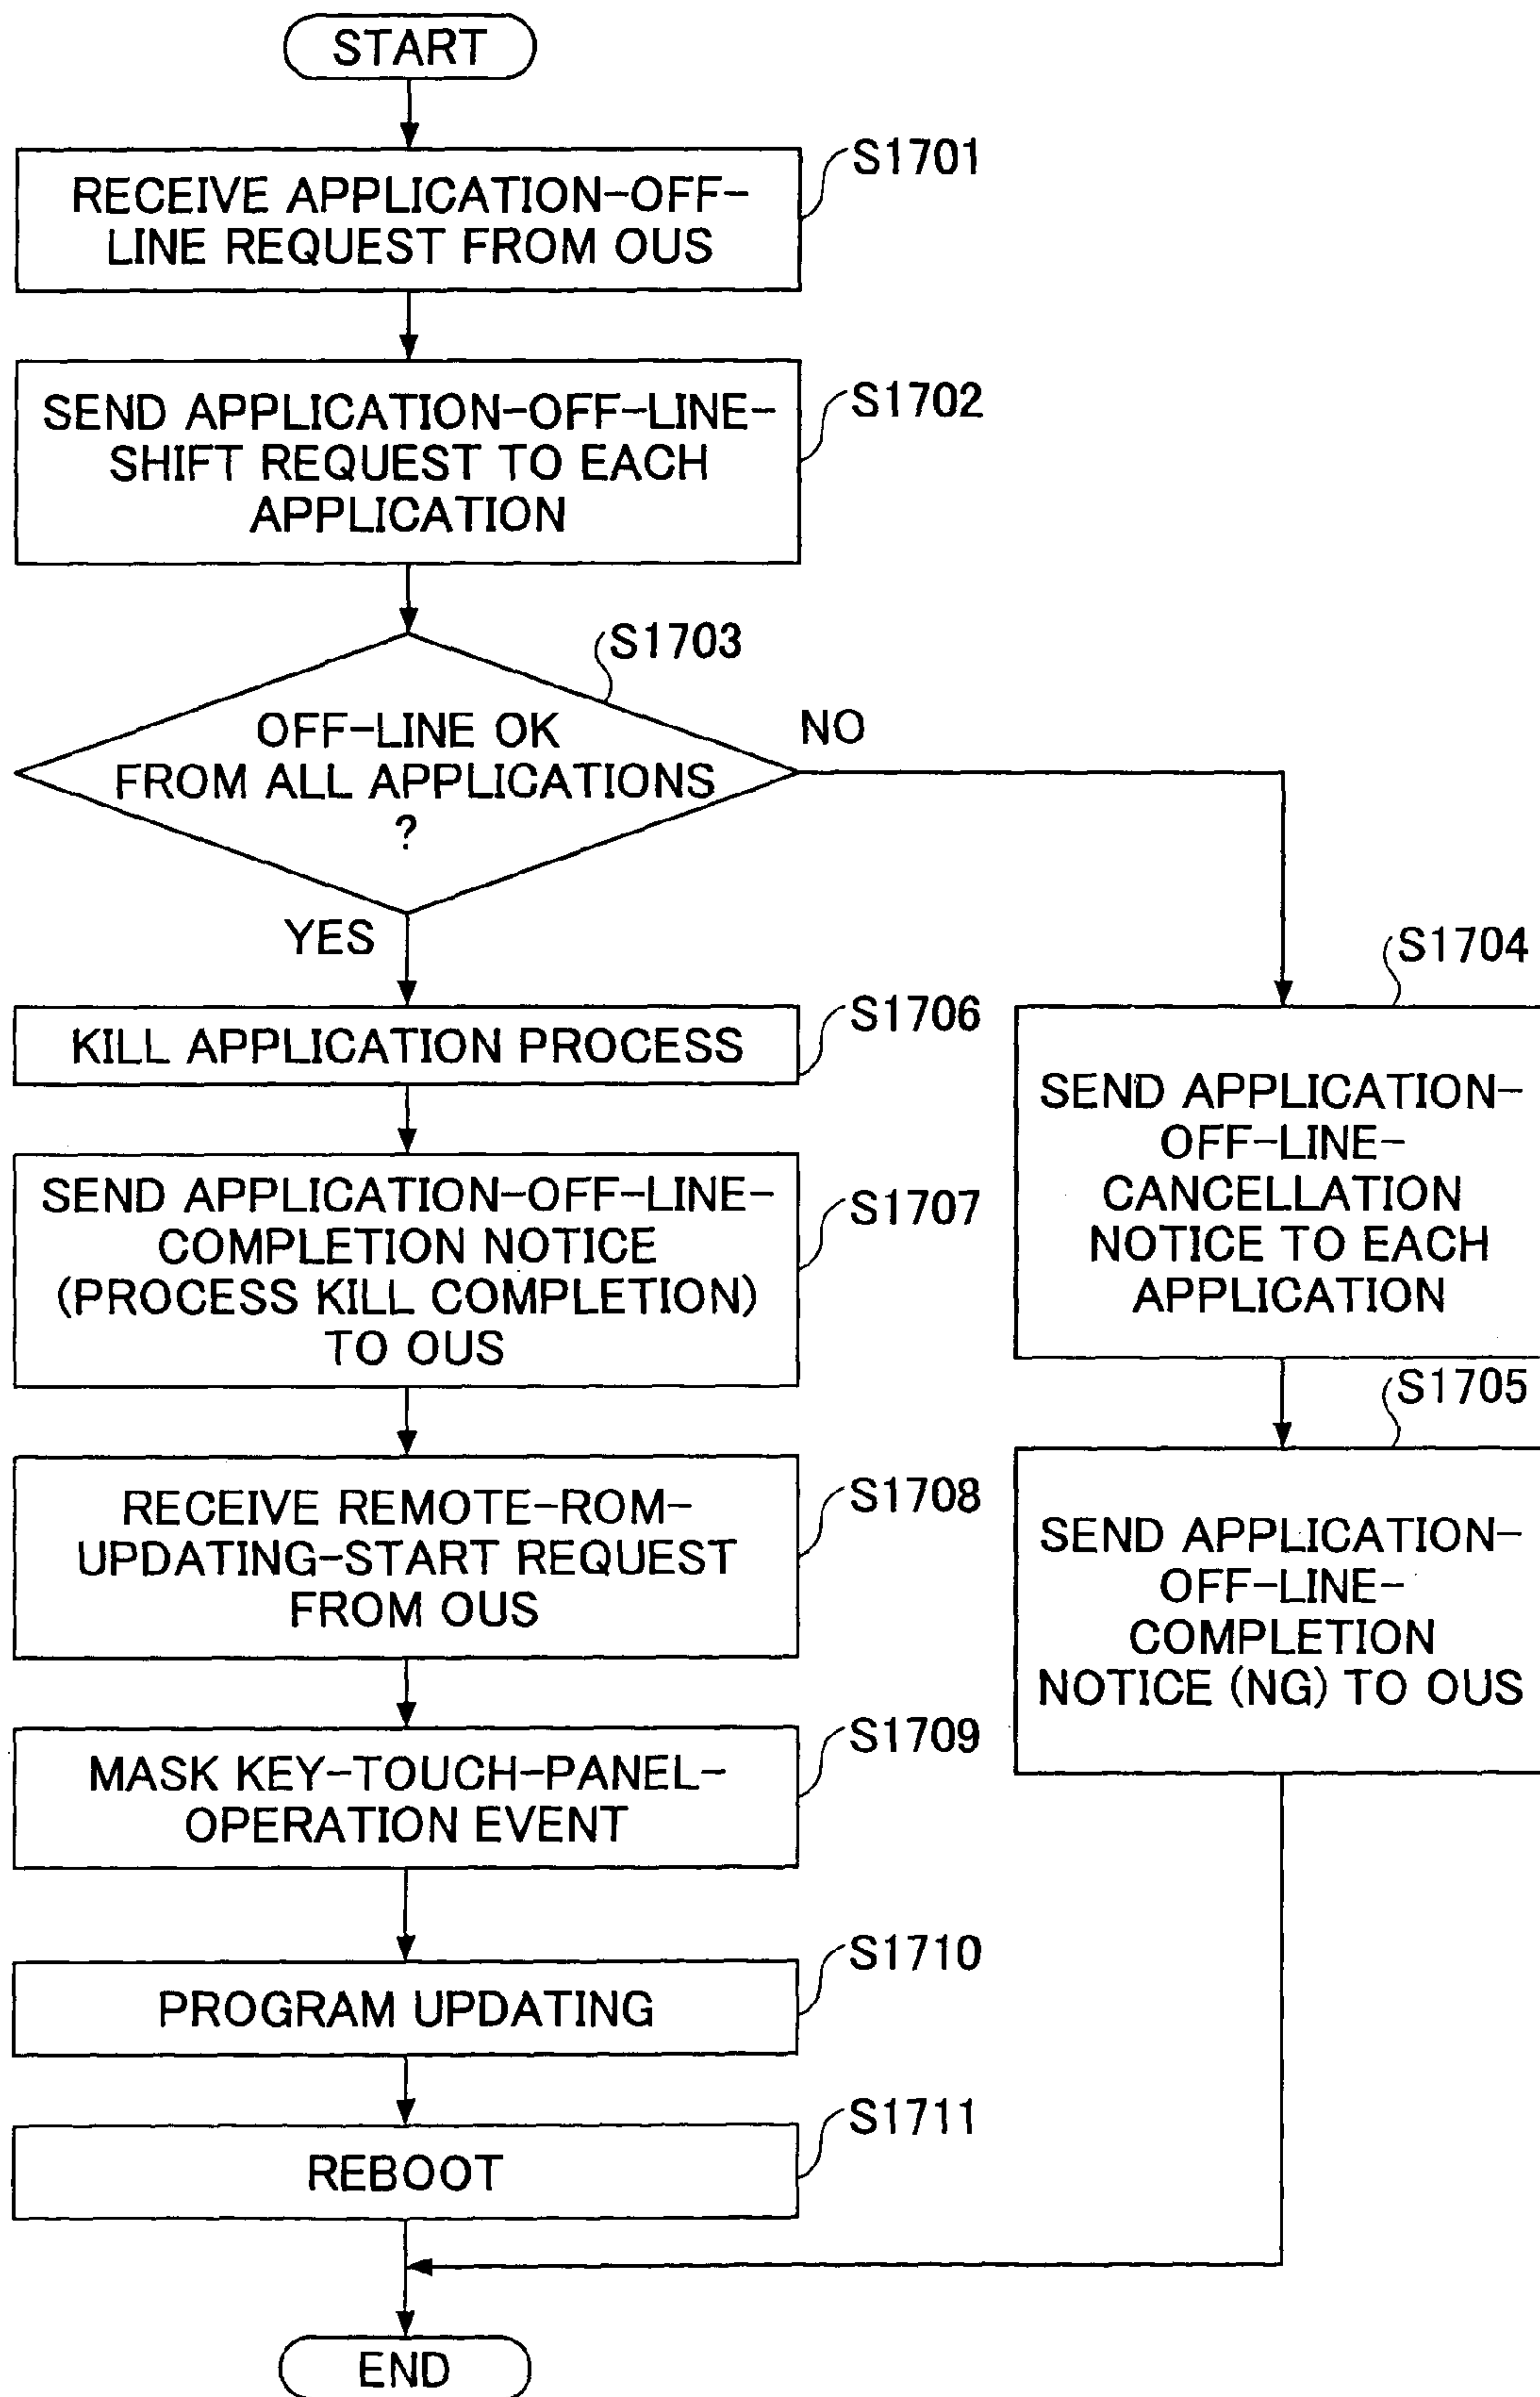 START
S1701
RECEIVE APPLICATION-OFF-
LINE REQUEST FROM OUS
S1702
SEND APPLICATION-OFF-LINE-
SHIFT REQUEST TO EACH
APPLICATION
S1703
OFF-LINE OK
FROM ALL APPLICATIONS
?
NO
YES
S1704
SEND APPLICATION-
OFF-LINE-
CANCELLATION
NOTICE TO EACH
APPLICATION
S1705
SEND APPLICATION-
OFF-LINE-
COMPLETION
NOTICE (NG) TO OUS
S1706
KILL APPLICATION PROCESS
S1707
SEND APPLICATION-OFF-LINE-
COMPLETION NOTICE
(PROCESS KILL COMPLETION)
TO OUS
S1708
RECEIVE REMOTE-ROM-
UPDATING-START REQUEST
FROM OUS
S1709
MASK KEY-TOUCH-PANEL-
OPERATION EVENT
S1710
PROGRAM UPDATING
S1711
REBOOT
END